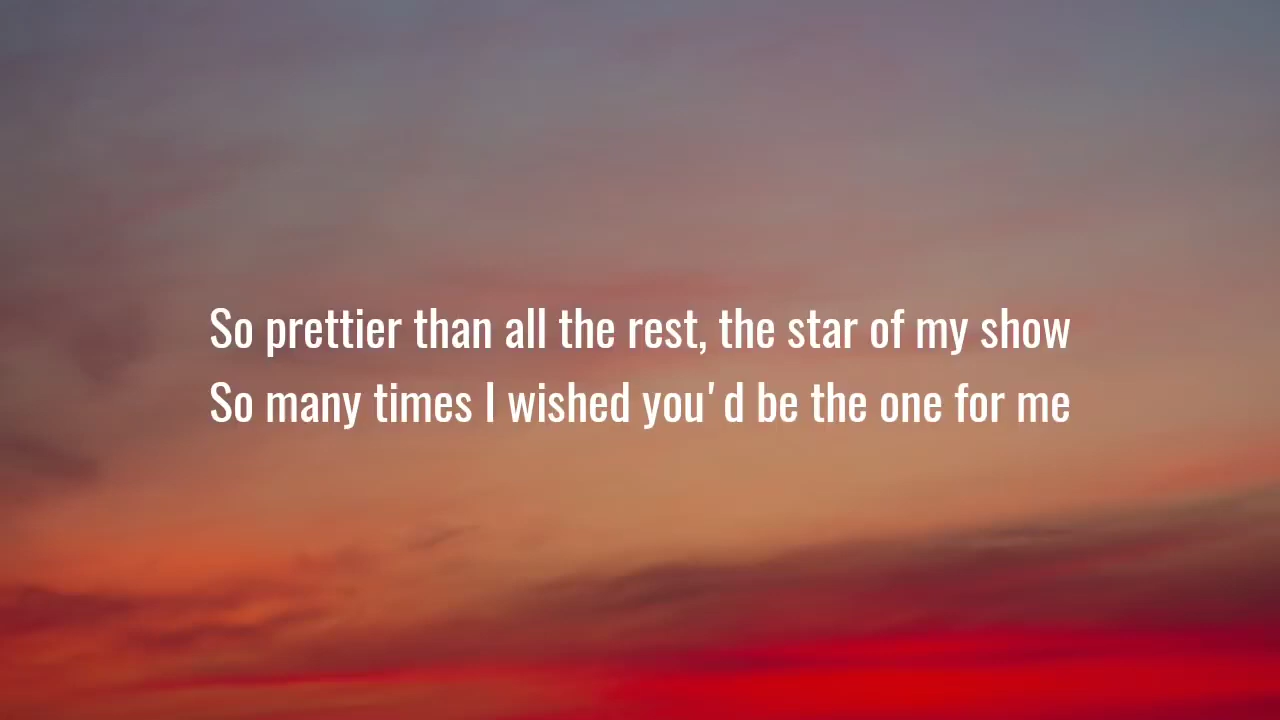 So prettier than all the rest, the star of my show
So many times I wished you'd be the one for me